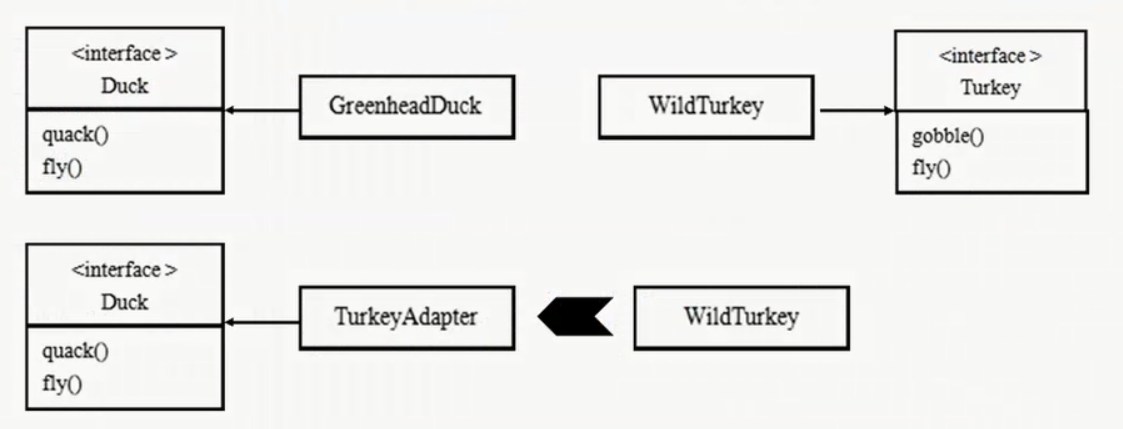 <interface >
Duck
quack()
fly()
GreenheadDuck
WildTurkey
<interface >
Turkey
gobble()
fly()
<interface >
Duck
quack()
fly()
TurkeyAdapter
WildTurkey